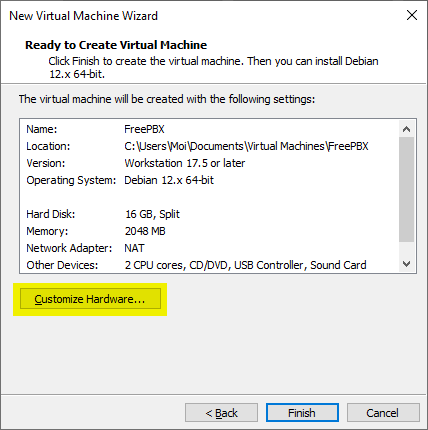 New Virtual Machine Wizard
Ready to Create Virtual Machine
Click Finish to create the virtual machine. Then you can install Debian
12.x 64-bit.
The virtual machine will be created with the following settings:
Name: FreePBX
Location: C:\Users\Moi\Documents\Virtual Machines\FreePBX
Version: Workstation 17.5 or later
Operating System: Debian 12.x 64-bit
Hard Disk: 16 GB, Split
Memory: 2048 MB
Network Adapter: NAT
Other Devices: 2 CPU cores, CD/DVD, USB Controller, Sound Card
Customize Hardware...
< Back Finish Cancel